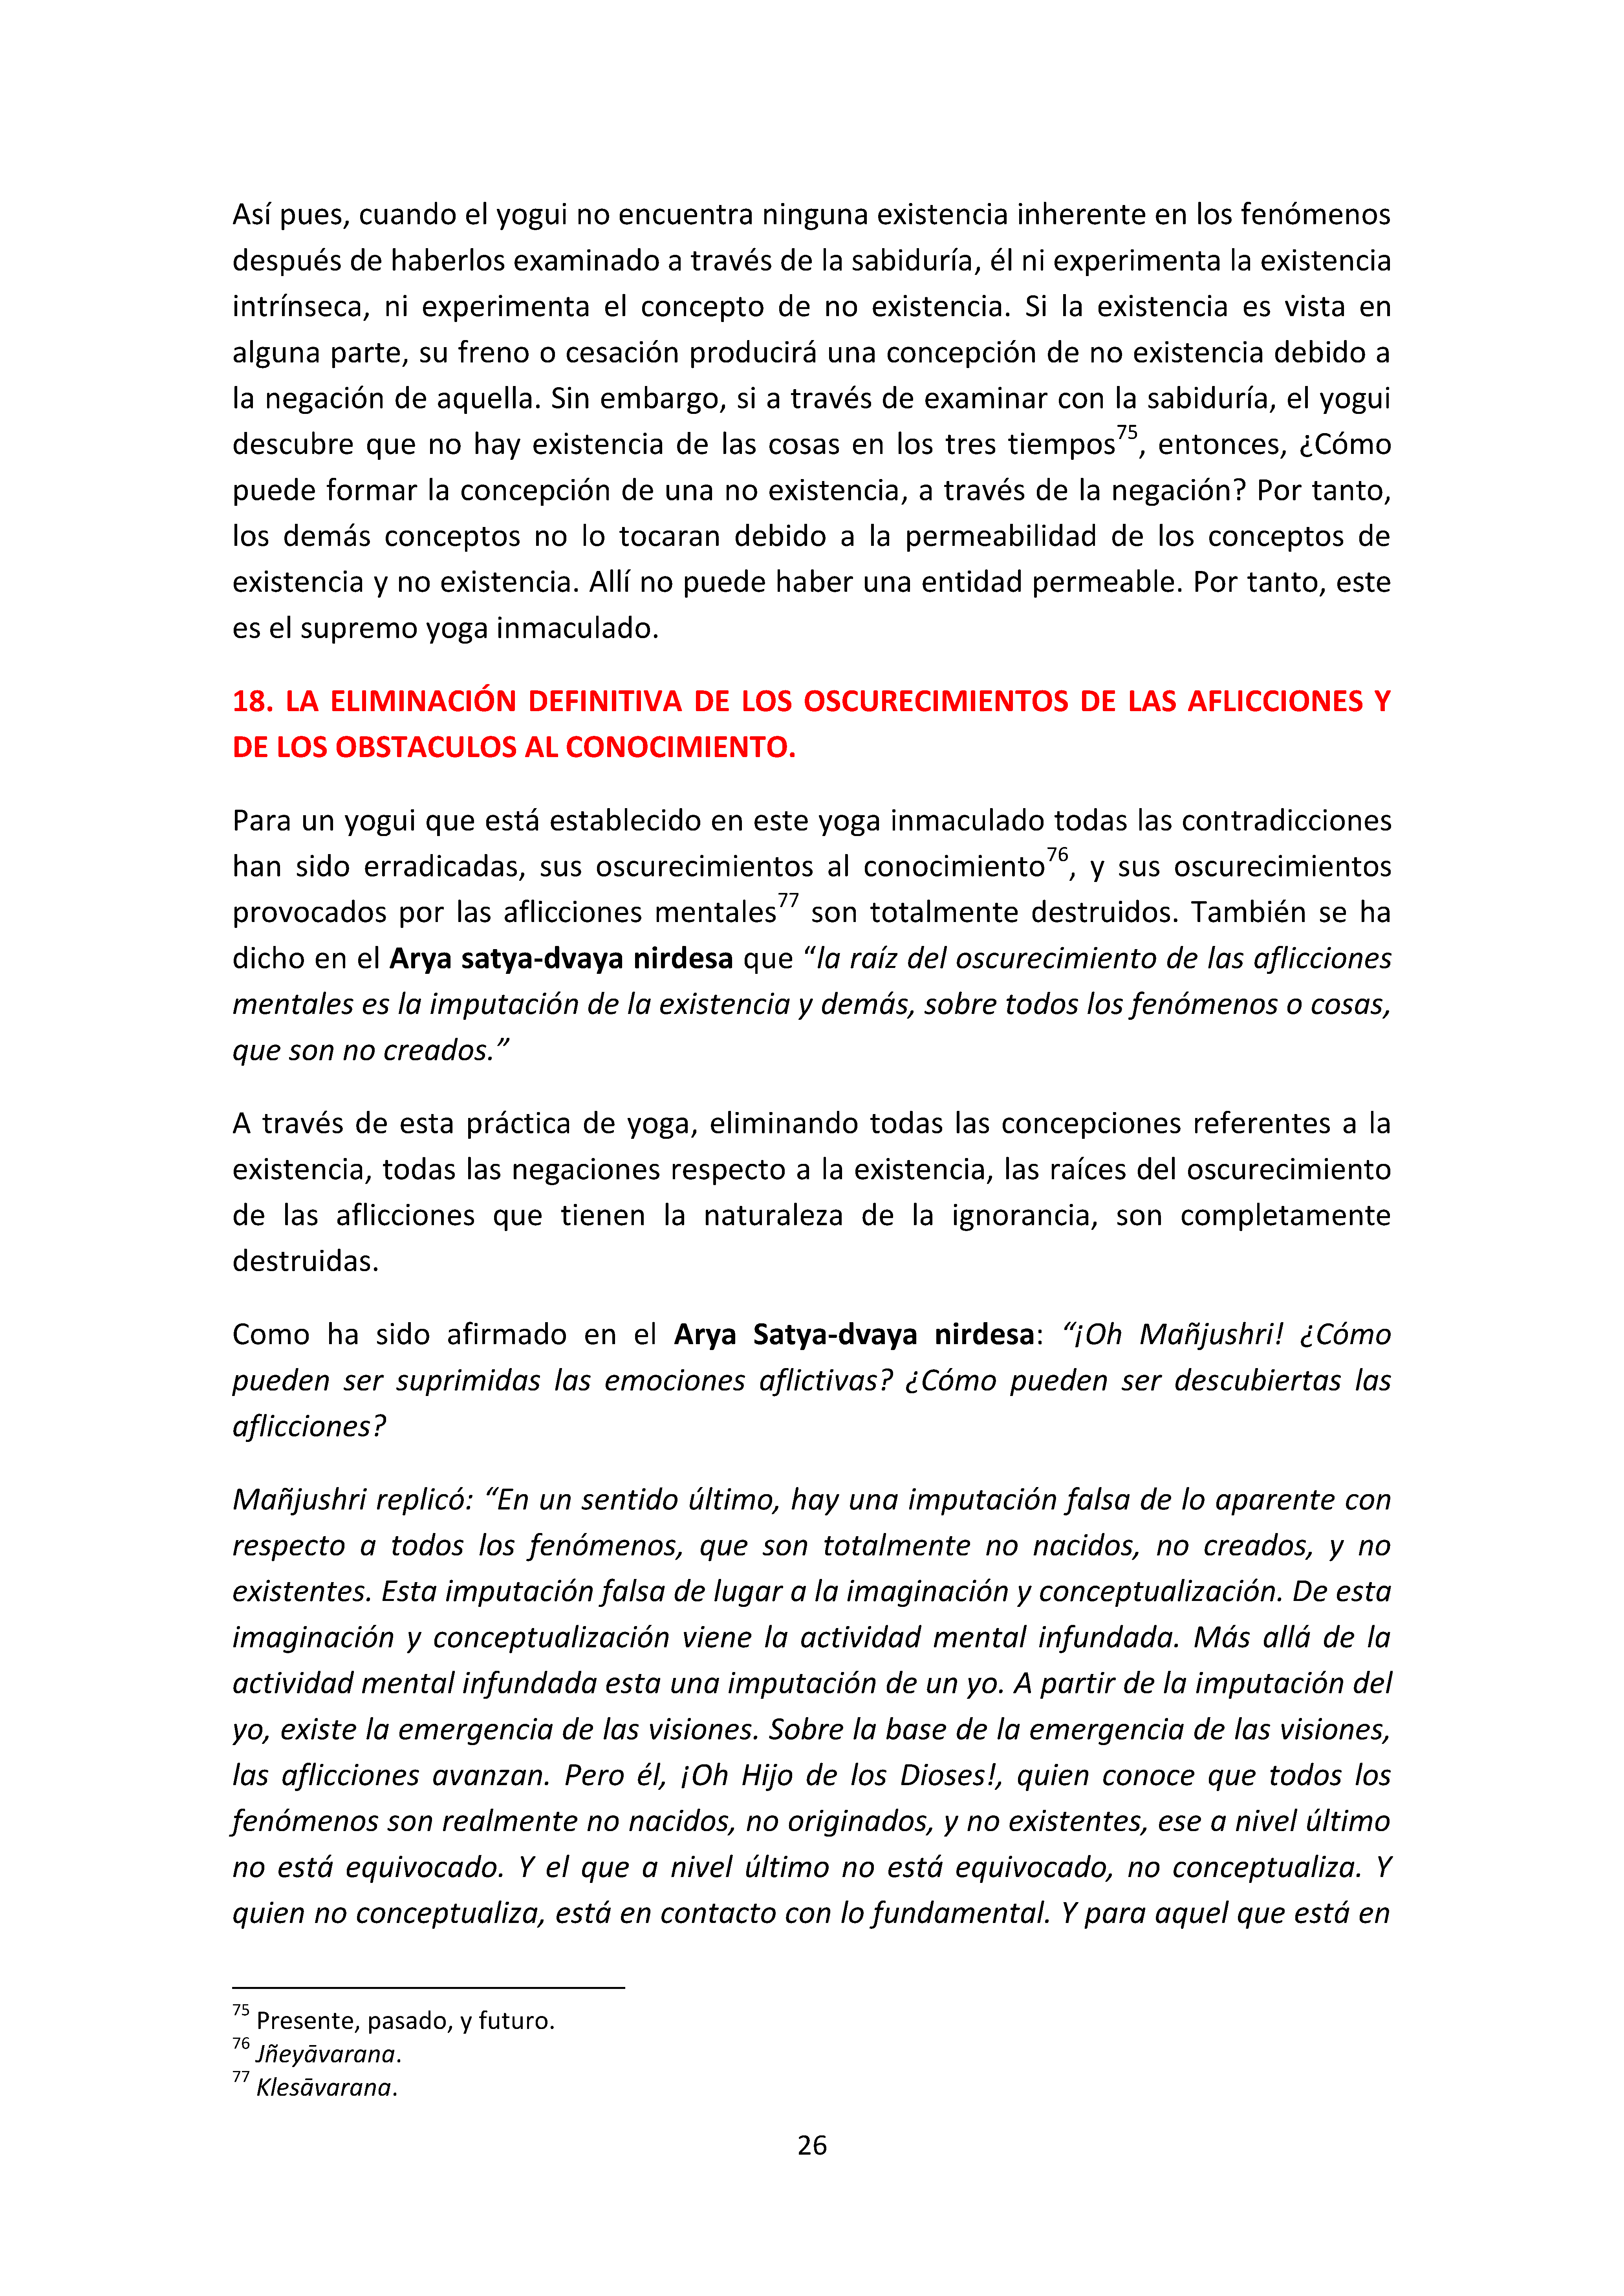 Así pues, cuando el yogui no encuentra ninguna existencia inherente en los fenómenos
después de haberlos examinado a través de la sabiduría, él ni experimenta la existencia
intrínseca, ni experimenta el concepto de no existencia. Si la existencia es vista en
alguna parte, su freno o cesación producirá una concepción de no existencia debido a
la negación de aquella. Sin embargo, si a través de examinar con la sabiduría, el yogui
descubre que no hay existencia de las cosas en los tres tiempos75, entonces, ¿Cómo
puede formar la concepción de una no existencia, a través de la negación? Por tanto,
los demás conceptos no lo tocaran debido a la permeabilidad de los conceptos de
existencia y no existencia. Allí no puede haber una entidad permeable. Por tanto, este
es el supremo yoga inmaculado.
18. LA ELIMINACIÓN DEFINITIVA DE LOS OSCURECIMIENTOS DE LAS AFLICCIONES Y
DE LOS OBSTACULOS AL CONOCIMIENTO.
Para un yogui que está establecido en este yoga inmaculado todas las contradicciones
han sido erradicadas, sus oscurecimientos al conocimiento76, y sus oscurecimientos
provocados por las aflicciones mentales77 son totalmente destruidos. También se ha
dicho en el Arya satya-dvaya nirdesa que “la raíz del oscurecimiento de las aflicciones
mentales es la imputación de la existencia y demás, sobre todos los fenómenos o cosas,
que son no creados.”
A través de esta práctica de yoga, eliminando todas las concepciones referentes a la
existencia, todas las negaciones respecto a la existencia, las raíces del oscurecimiento
de las aflicciones que tienen la naturaleza de la ignorancia, son completamente
destruidas.
Como ha sido afirmado en el Arya Satya-dvaya nirdesa: “¡Oh Mañjushri! ¿Cómo
pueden ser suprimidas las emociones aflictivas? ¿Cómo pueden ser descubiertas las
aflicciones?
Mañjushri replicó: “En un sentido último, hay una imputación falsa de lo aparente con
respecto a todos los fenómenos, que son totalmente no nacidos, no creados, y no
existentes. Esta imputación falsa de lugar a la imaginación y conceptualización. De esta
imaginación y conceptualización viene la actividad mental infundada. Más allá de la
actividad mental infundada esta una imputación de un yo. A partir de la imputación del
yo, existe la emergencia de las visiones. Sobre la base de la emergencia de las visiones,
las aflicciones avanzan. Pero él, ¡Oh Hijo de los Dioses!, quien conoce que todos los
fenómenos son realmente no nacidos, no originados, y no existentes, ese a nivel último
no está equivocado. Y el que a nivel último no está equivocado, no conceptualiza. Y
quien no conceptualiza, está en contacto con lo fundamental. Y para aquel que está en
75 Presente, pasado, y futuro.
76 Jñeyāvarana.
77 Klesāvarana.
26